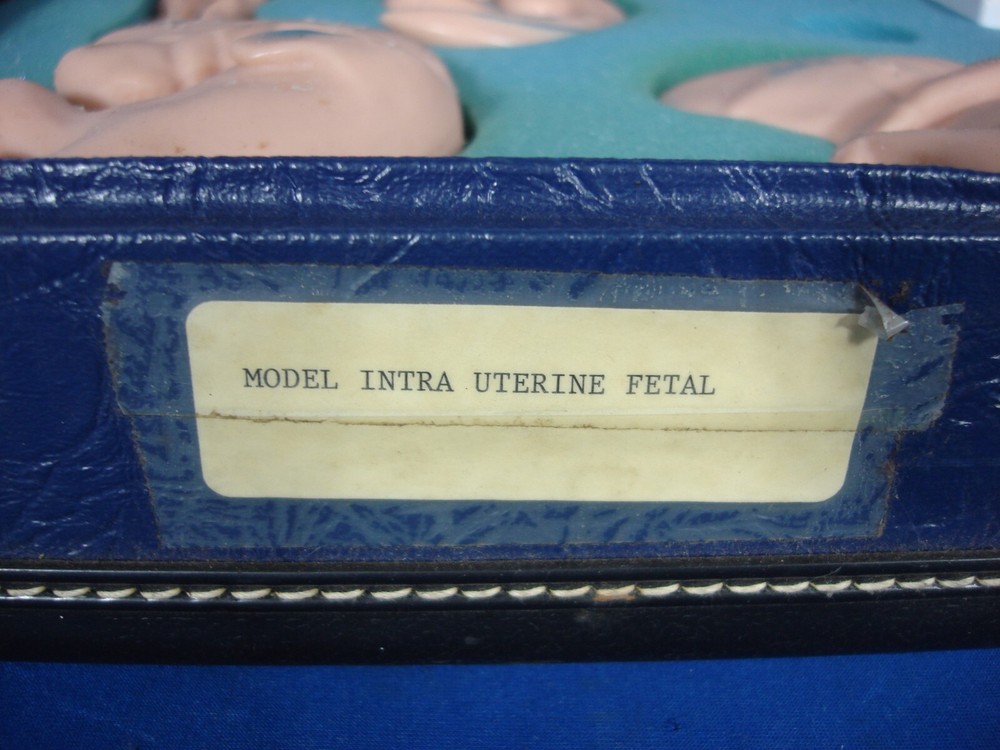 MODEL INTRA UTERINE FETAL